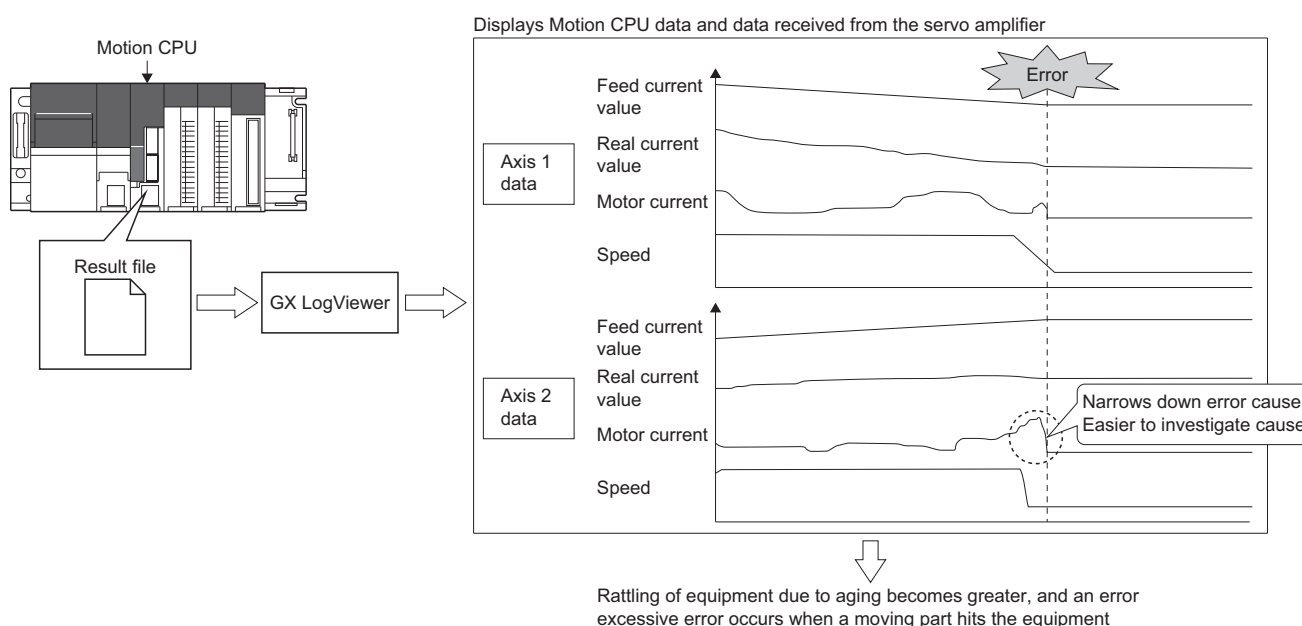 Displays Motion CPU data and data received from the servo amplifier
Motion CPU
Result file
GX LogViewer
Error
Axis 1
data
Feed current
value
Real current
value
Motor current
Speed
Axis 2
data
Feed current
value
Real current
value
Motor current
Speed
Narrows down error cause
Easier to investigate cause
Rattling of equipment due to aging becomes greater, and an error
excessive error occurs when a moving part hits the equipment